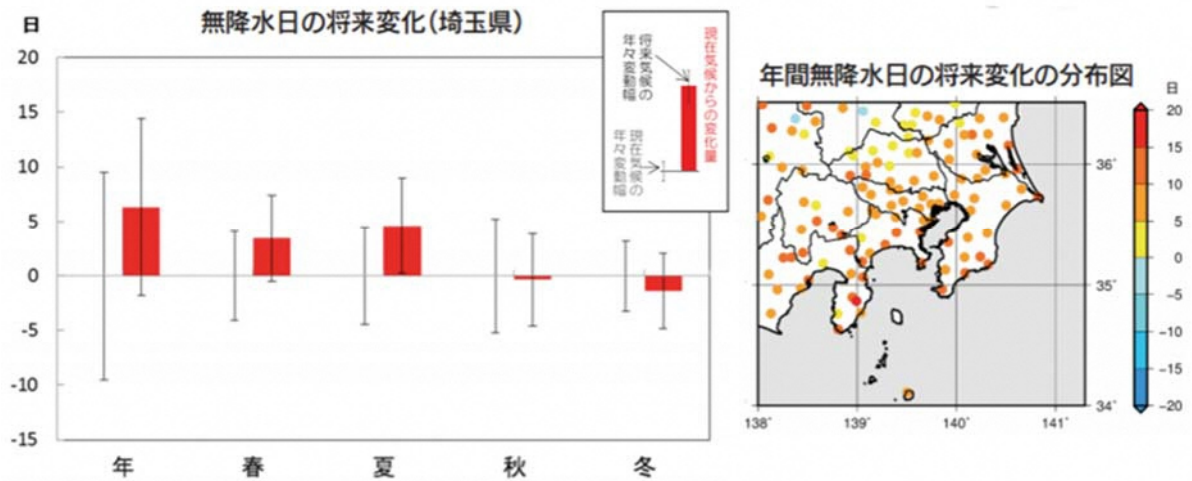 無降水日の将来変化(埼玉県)
日
20
15
10
5
0
-5
-10
-15
年
春
夏
秋
冬
現在気候からの変化量
将来気候の
年々変動幅
現在気候の
年々変動幅
年間無降水日の将来変化の分布図
日
20
15
10
5
0
−5
−10
−15
−20
36°
35°
34°
138°
139°
140°
141°